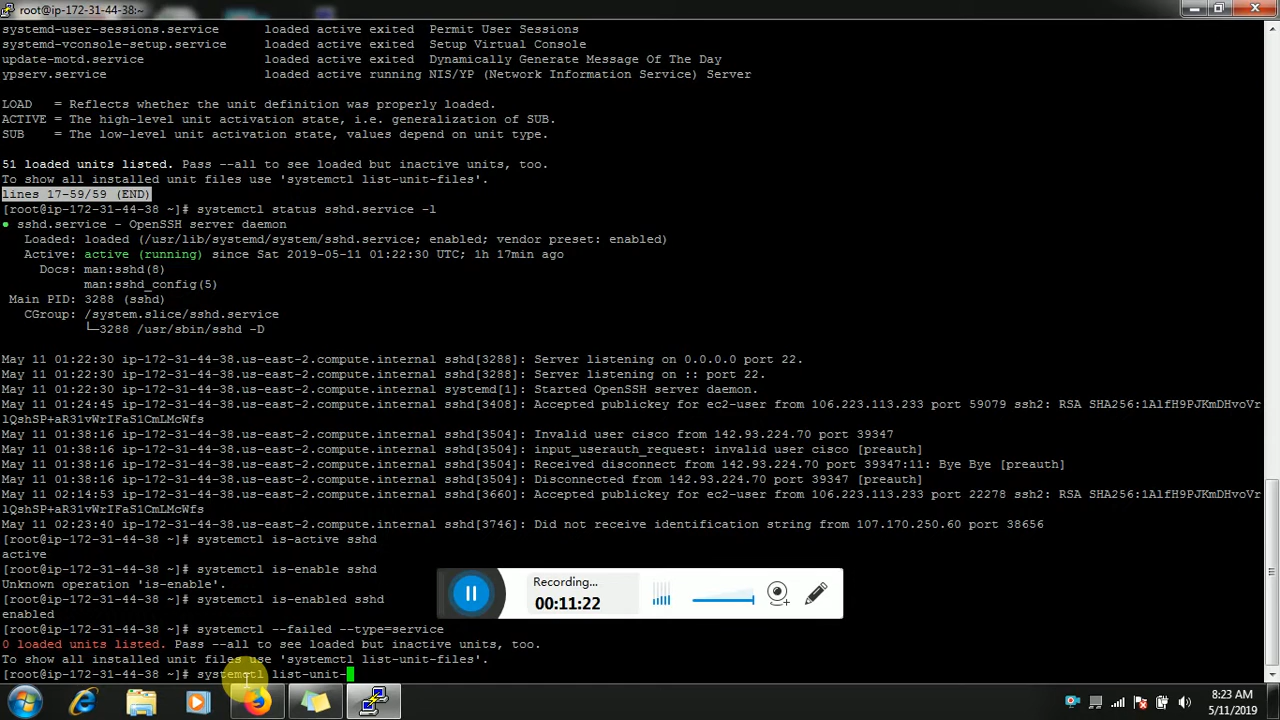 root@ip-172-31-44-38:~
systemd-user-sessions.service      loaded active exited  Permit User Sessions
systemd-vconsole-setup.service     loaded active exited  Setup Virtual Console
update-motd.service                loaded active exited  Dynamically Generate Message Of The Day
ypserv.service                     loaded active running NIS/YP (Network Information Service) Server
LOAD   = Reflects whether the unit definition was properly loaded.
ACTIVE = The high-level unit activation state, i.e. generalization of SUB.
SUB    = The low-level unit activation state, values depend on unit type.
51 loaded units listed. Pass --all to see loaded but inactive units, too.
To show all installed unit files use 'systemctl list-unit-files'.
lines 17-59/59 (END)
[root@ip-172-31-44-38 ~]# systemctl status sshd.service -l
● sshd.service - OpenSSH server daemon
   Loaded: loaded (/usr/lib/systemd/system/sshd.service; enabled; vendor preset: enabled)
   Active: active (running) since Sat 2019-05-11 01:22:30 UTC; 1h 17min ago
     Docs: man:sshd(8)
           man:sshd_config(5)
 Main PID: 3288 (sshd)
   CGroup: /system.slice/sshd.service
           └─3288 /usr/sbin/sshd -D
May 11 01:22:30 ip-172-31-44-38.us-east-2.compute.internal sshd[3288]: Server listening on 0.0.0.0 port 22.
May 11 01:22:30 ip-172-31-44-38.us-east-2.compute.internal sshd[3288]: Server listening on :: port 22.
May 11 01:22:30 ip-172-31-44-38.us-east-2.compute.internal systemd[1]: Started OpenSSH server daemon.
May 11 01:24:45 ip-172-31-44-38.us-east-2.compute.internal sshd[3408]: Accepted publickey for ec2-user from 106.223.113.233 port 59079 ssh2: RSA SHA256:1AlfH9PJKmDHvoVr
lQshSP+aR31vWrIFaS1CmLMcWfs
May 11 01:38:16 ip-172-31-44-38.us-east-2.compute.internal sshd[3504]: Invalid user cisco from 142.93.224.70 port 39347
May 11 01:38:16 ip-172-31-44-38.us-east-2.compute.internal sshd[3504]: input_userauth_request: invalid user cisco [preauth]
May 11 01:38:16 ip-172-31-44-38.us-east-2.compute.internal sshd[3504]: Received disconnect from 142.93.224.70 port 39347:11: Bye Bye [preauth]
May 11 01:38:16 ip-172-31-44-38.us-east-2.compute.internal sshd[3504]: Disconnected from 142.93.224.70 port 39347 [preauth]
May 11 02:14:53 ip-172-31-44-38.us-east-2.compute.internal sshd[3660]: Accepted publickey for ec2-user from 106.223.113.233 port 22278 ssh2: RSA SHA256:1AlfH9PJKmDHvoVr
lQshSP+aR31vWrIFaS1CmLMcWfs
May 11 02:23:40 ip-172-31-44-38.us-east-2.compute.internal sshd[3746]: Did not receive identification string from 107.170.250.60 port 38656
[root@ip-172-31-44-38 ~]# systemctl is-active sshd
active
[root@ip-172-31-44-38 ~]# systemctl is-enable sshd
Unknown operation 'is-enable'.
[root@ip-172-31-44-38 ~]# systemctl is-enabled sshd
enabled
[root@ip-172-31-44-38 ~]# systemctl --failed --type=service
0 loaded units listed. Pass --all to see loaded but inactive units, too.
To show all installed unit files use 'systemctl list-unit-files'.
[root@ip-172-31-44-38 ~]# systemctl list-unit-
Recording...
00:11:22
8:23 AM
5/11/2019